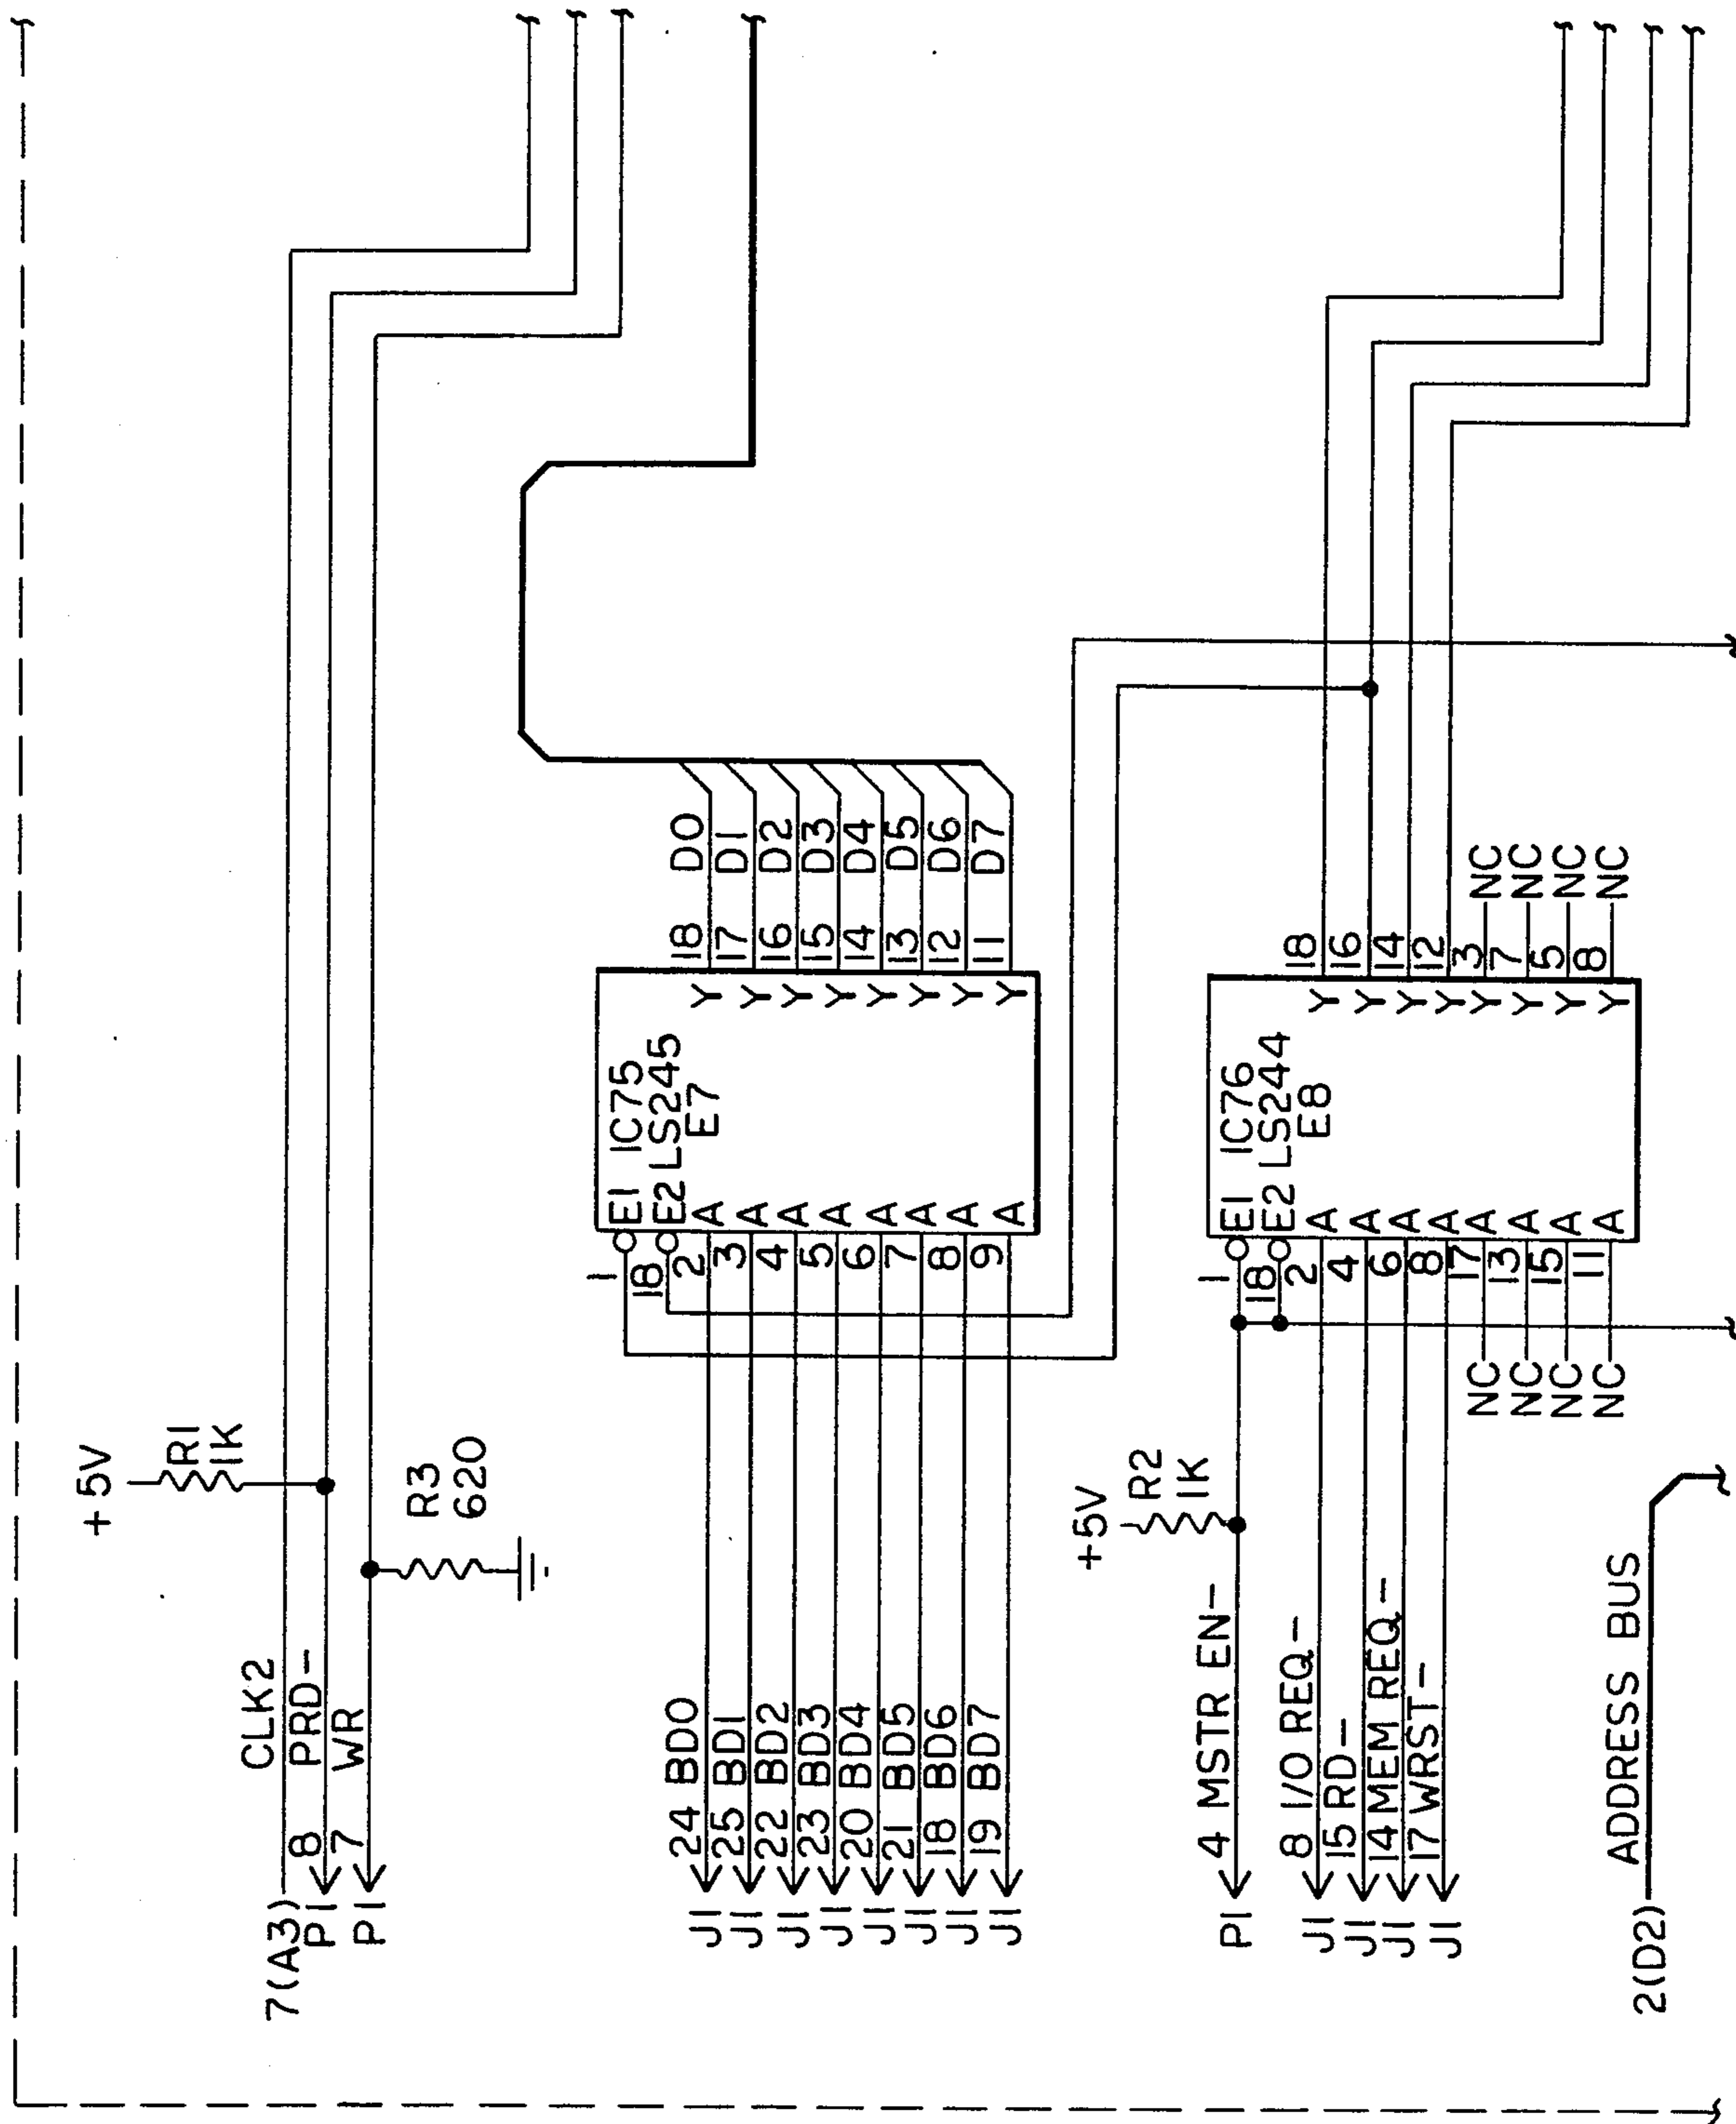 +5V
R1
1K
7(A3) CLK2
P1 8 PRD-
P1 7 WR
R3
620
E1 IC75
E2 LS245
E7
1
18
J1 24 BD0 2 A Y 18 D0
J1 25 BD1 3 A Y 17 D1
J1 22 BD2 4 A Y 16 D2
J1 23 BD3 5 A Y 15 D3
J1 20 BD4 6 A Y 14 D4
J1 21 BD5 7 A Y 13 D5
J1 18 BD6 8 A Y 12 D6
J1 19 BD7 9 A Y 11 D7
+5V
R2
1K
P1 4 MSTR EN- 1 E1 IC76
18 E2 LS244
E8
J1 8 I/O REQ- 2 A Y 18
J1 15 RD- 4 A Y 16
J1 14 MEM REQ- 6 A Y 14
J1 17 WRST- 8 A Y 12
NC 17 A Y 3 NC
NC 13 A Y 7 NC
NC 15 A Y 5 NC
NC 11 A Y 8 NC
2(D2) ADDRESS BUS